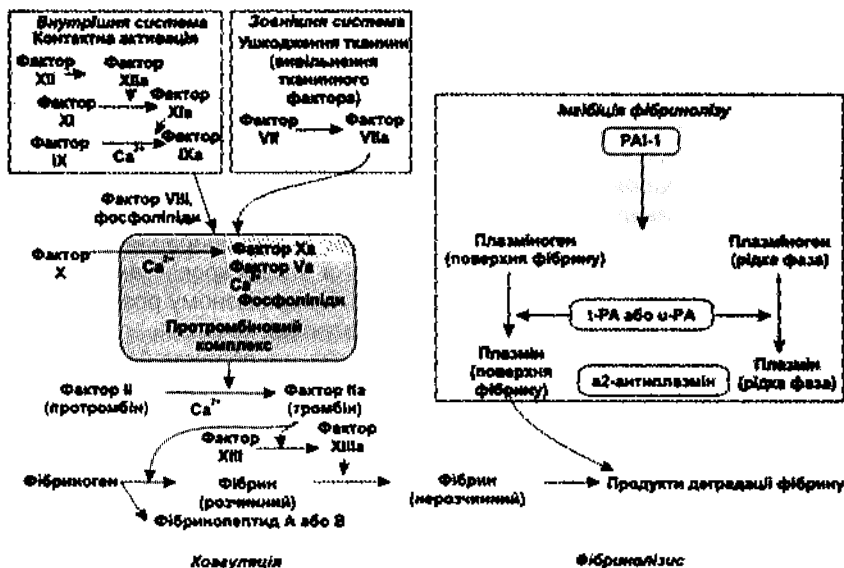 Внутрішня система
Контактна активація
Фактор XII
Фактор XIIa
Фактор XI
Фактор XIa
Фактор IX
Ca²⁺
Фактор IXa
Зовнішня система
Ушкодження тканини
(вивільнення
тканинного
фактора)
Фактор VII
Фактор VIIa
Фактор VIII,
фосфоліпіди
Фактор X
Ca²⁺
Фактор Xa
Фактор Va
Ca²⁺
Фосфоліпіди
Протромбіновий
комплекс
Фактор II
(протромбін)
Ca²⁺
Фактор IIa
(тромбін)
Фактор XIII
Фактор XIIIa
Фібриноген
Фібрин
(розчинний)
Фібрин
(нерозчинний)
Продукти деградації фібрину
Фібринопептид А або В
Коагуляція
Фібриноліз
Інгібіція фібринолізу
PAI-1
Плазміноген
(поверхня фібрину)
Плазміноген
(рідка фаза)
t-PA або u-PA
Плазмін
(поверхня
фібрину)
a2-антиплазмін
Плазмін
(рідка фаза)